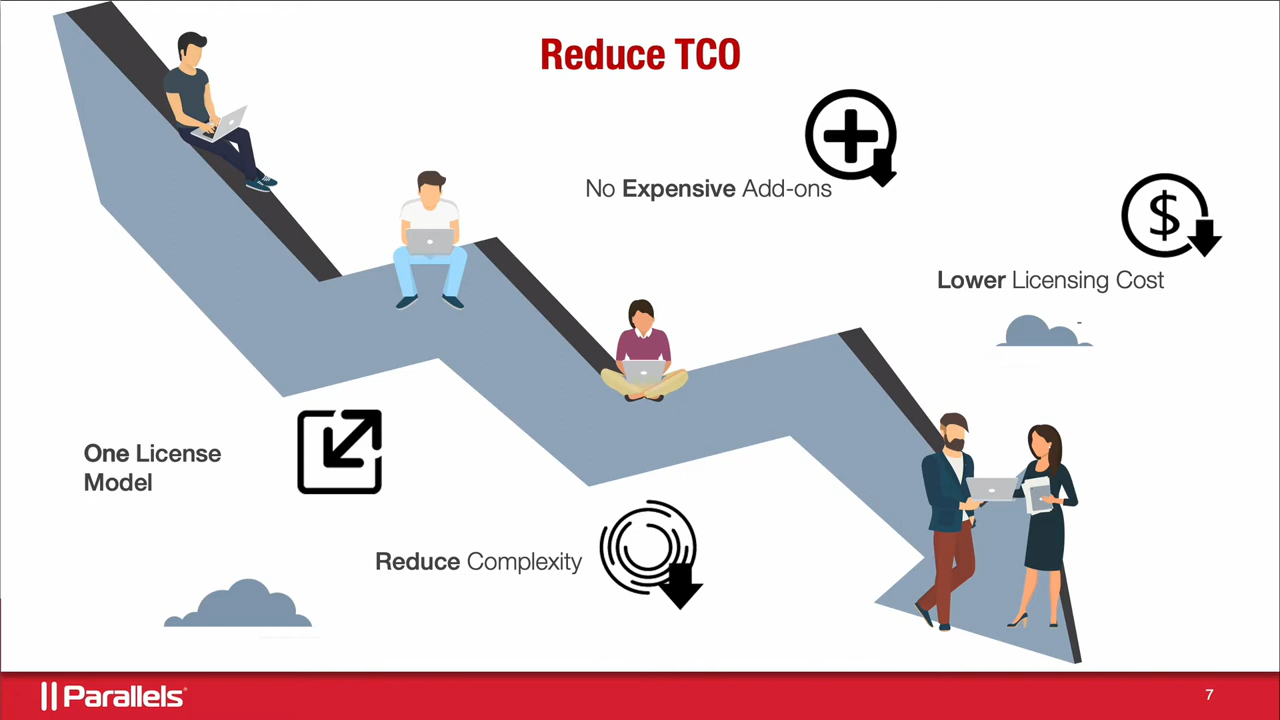 Reduce TCO
No Expensive Add-ons
$
Lower Licensing Cost
One License
Model
Reduce Complexity
Parallels®
7